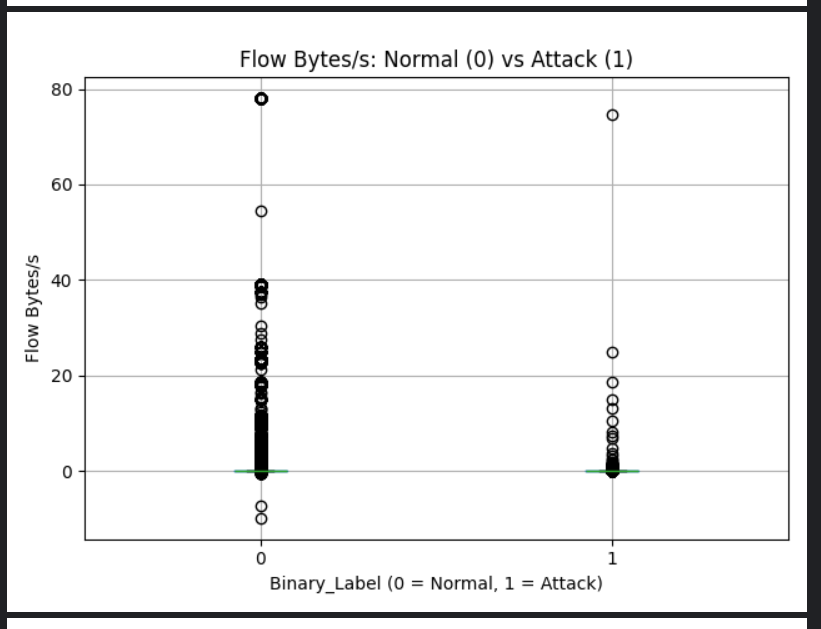 Flow Bytes/s: Normal (0) vs Attack (1)
80
60
40
20
0
Flow Bytes/s
0 1
Binary_Label (0 = Normal, 1 = Attack)